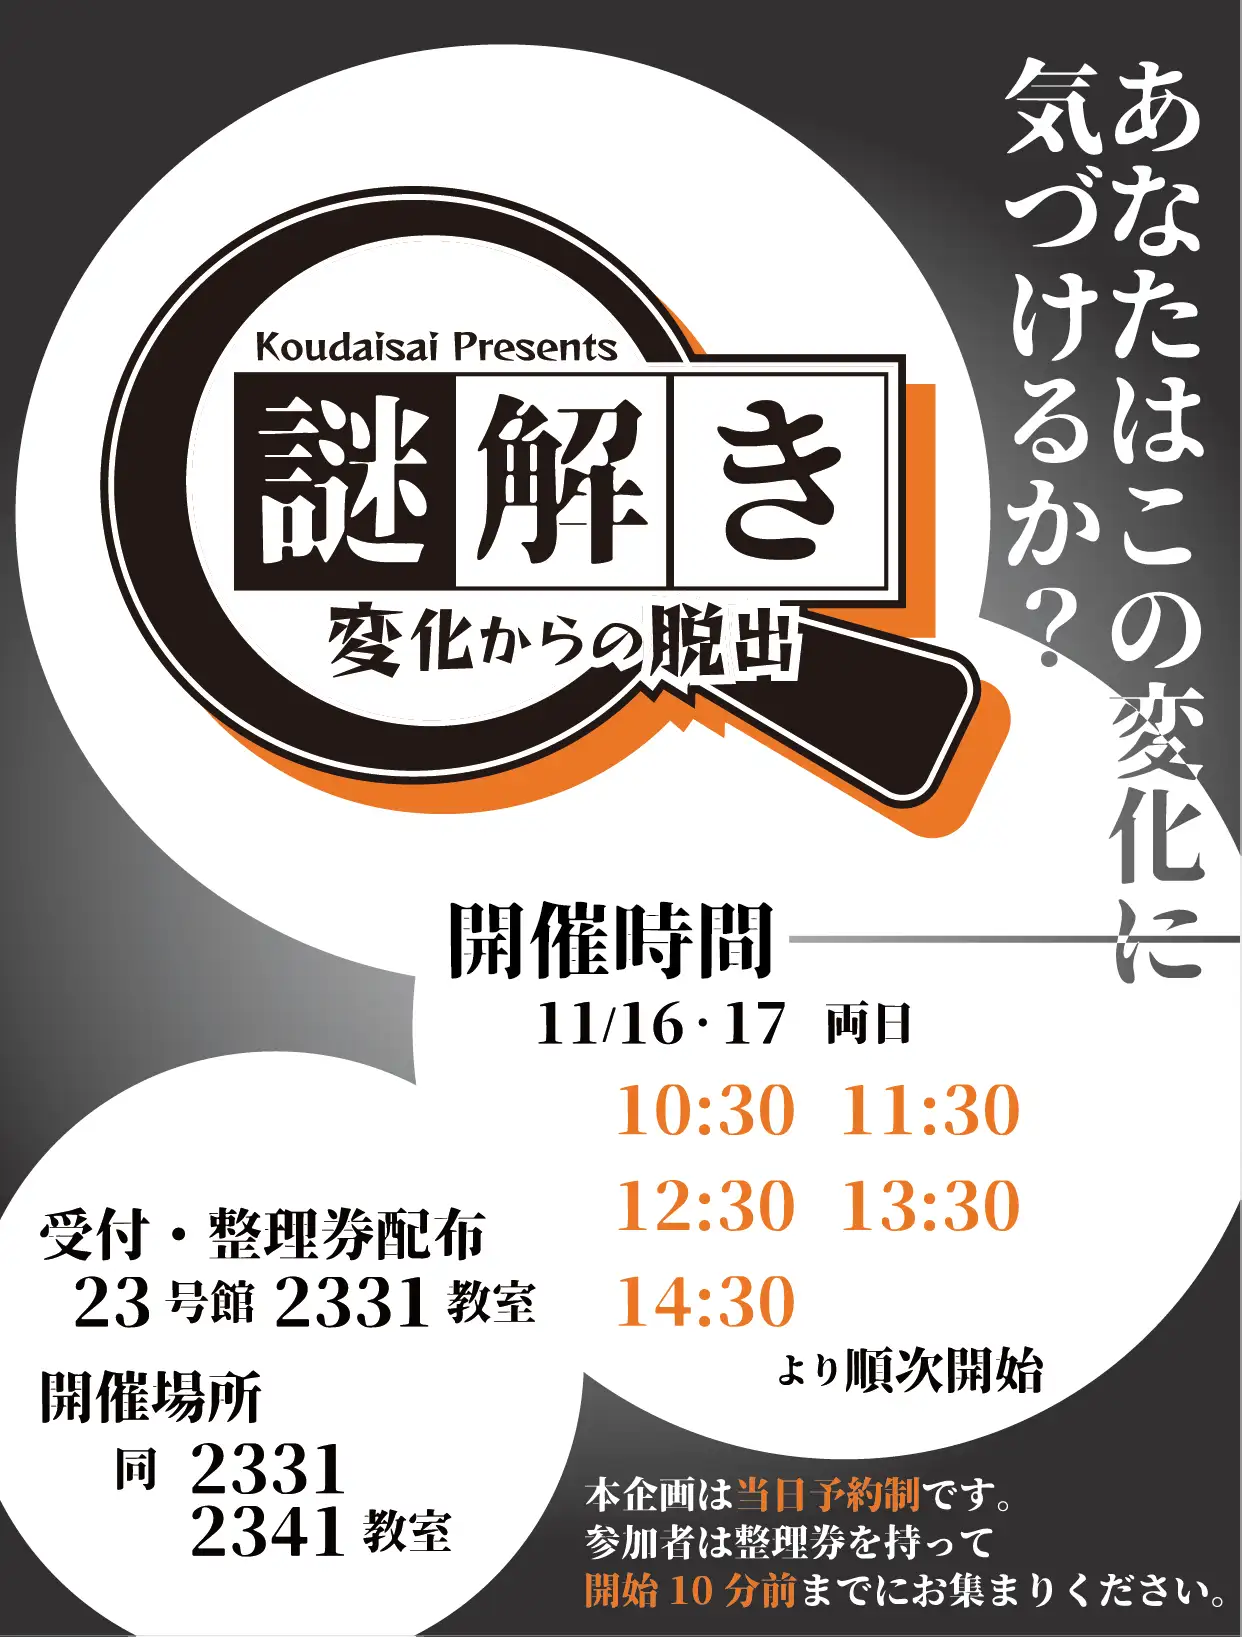 あなたはこの変化に
気づけるか？
Koudaisai Presents
謎解き
変化からの脱出
開催時間
11/16・17 両日
10:30 11:30
12:30 13:30
14:30
より順次開始
受付・整理券配布
23号館 2331教室
開催場所
同 2331
2341教室
本企画は当日予約制です。
参加者は整理券を持って
開始10分前までにお集まりください。